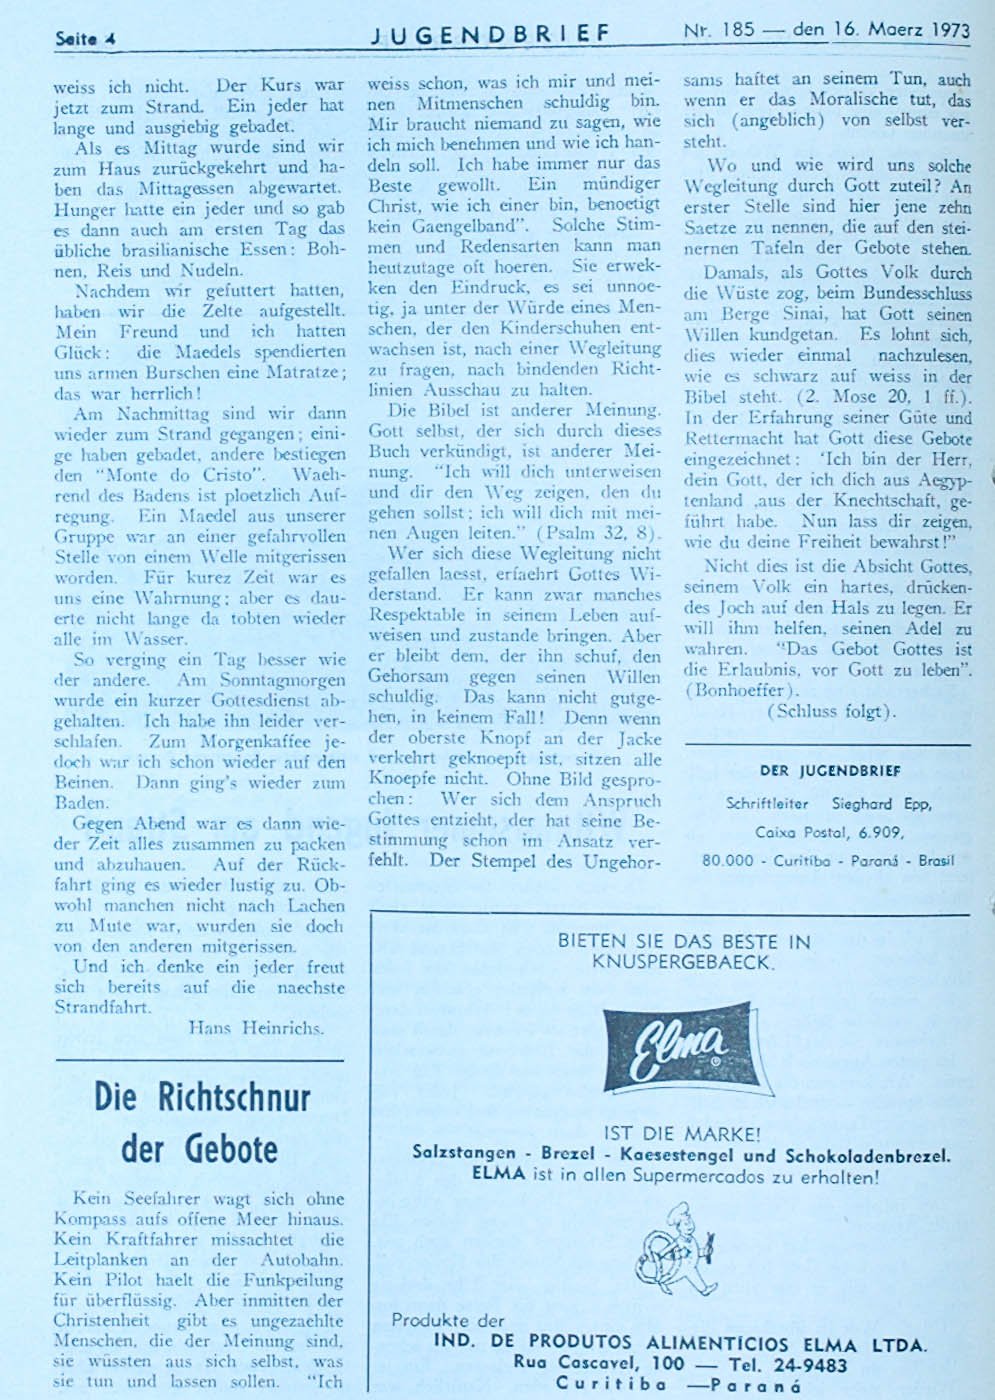 Seite 4
JUGENDBRIEF
Nr. 185 — den 16. Maerz 1973
weiss ich nicht. Der Kurs war
jetzt zum Strand. Ein jeder hat
lange und ausgiebig gebadet.
Als es Mittag wurde sind wir
zum Haus zurückgekehrt und ha-
ben das Mittagessen abgewartet.
Hunger hatte ein jeder und so gab
es dann auch am ersten Tag das
übliche brasilianische Essen: Boh-
nen, Reis und Nudeln.
Nachdem wir gefuttert hatten,
haben wir die Zelte aufgestellt.
Mein Freund und ich hatten
Glück: die Maedels spendierten
uns armen Burschen eine Matratze;
das war herrlich!
Am Nachmittag sind wir dann
wieder zum Strand gegangen; eini-
ge haben gebadet, andere bestiegen
den "Monte do Cristo". Waeh-
rend des Badens ist ploetzlich Auf-
regung. Ein Maedel aus unserer
Gruppe war an einer gefahrvollen
Stelle von einem Welle mitgerissen
worden. Für kurez Zeit war es
uns eine Wahrnung; aber es dau-
erte nicht lange da tobten wieder
alle im Wasser.
So verging ein Tag besser wie
der andere. Am Sonntagmorgen
wurde ein kurzer Gottesdienst ab-
gehalten. Ich habe ihn leider ver-
schlafen. Zum Morgenkaffee je-
doch war ich schon wieder auf den
Beinen. Dann ging's wieder zum
Baden.
Gegen Abend war es dann wie-
der Zeit alles zusammen zu packen
und abzuhauen. Auf der Rück-
fahrt ging es wieder lustig zu. Ob-
wohl manchen nicht nach Lachen
zu Mute war, wurden sie doch
von den anderen mitgerissen.
Und ich denke ein jeder freut
sich bereits auf die naechste
Strandfahrt.
Hans Heinrichs.
Die Richtschnur
der Gebote
Kein Seefahrer wagt sich ohne
Kompass aufs offene Meer hinaus.
Kein Kraftfahrer missachtet die
Leitplanken an der Autobahn.
Kein Pilot haelt die Funkpeilung
für überflüssig. Aber inmitten der
Christenheit gibt es ungezaehlte
Menschen, die der Meinung sind,
sie wüssten aus sich selbst, was
sie tun und lassen sollen. "Ich
weiss schon, was ich mir und mei-
nen Mitmenschen schuldig bin.
Mir braucht niemand zu sagen, wie
ich mich benehmen und wie ich han-
deln soll. Ich habe immer nur das
Beste gewollt. Ein mündiger
Christ, wie ich einer bin, benoetigt
kein Gaengelband". Solche Stim-
men und Redensarten kann man
heutzutage oft hoeren. Sie erwek-
ken den Eindruck, es sei unnoe-
tig, ja unter der Würde eines Men-
schen, der den Kinderschuhen ent-
wachsen ist, nach einer Wegleitung
zu fragen, nach bindenden Richt-
linien Ausschau zu halten.
Die Bibel ist anderer Meinung.
Gott selbst, der sich durch dieses
Buch verkündigt, ist anderer Mei-
nung. "Ich will dich unterweisen
und dir den Weg zeigen, den du
gehen sollst; ich will dich mit mei-
nen Augen leiten." (Psalm 32, 8).
Wer sich diese Wegleitung nicht
gefallen laesst, erfaehrt Gottes Wi-
derstand. Er kann zwar manches
Respektable in seinem Leben auf-
weisen und zustande bringen. Aber
er bleibt dem, der ihn schuf, den
Gehorsam gegen seinen Willen
schuldig. Das kann nicht gutge-
hen, in keinem Fall! Denn wenn
der oberste Knopf an der Jacke
verkehrt geknoepft ist, sitzen alle
Knoepfe nicht. Ohne Bild gespro-
chen: Wer sich dem Anspruch
Gottes entzieht, der hat seine Be-
stimmung schon im Ansatz ver-
fehlt. Der Stempel des Ungehor-
sams haftet an seinem Tun, auch
wenn er das Moralische tut, das
sich (angeblich) von selbst ver-
steht.
Wo und wie wird uns solche
Wegleitung durch Gott zuteil? An
erster Stelle sind hier jene zehn
Saetze zu nennen, die auf den stei-
nernen Tafeln der Gebote stehen.
Damals, als Gottes Volk durch
die Wüste zog, beim Bundesschluss
am Berge Sinai, hat Gott seinen
Willen kundgetan. Es lohnt sich,
dies wieder einmal nachzulesen,
wie es schwarz auf weiss in der
Bibel steht. (2. Mose 20, 1 ff.).
In der Erfahrung seiner Güte und
Rettermacht hat Gott diese Gebote
eingezeichnet: 'Ich bin der Herr,
dein Gott, der ich dich aus Aegyp-
tenland ,aus der Knechtschaft, ge-
führt habe. Nun lass dir zeigen,
wie du deine Freiheit bewahrst!"
Nicht dies ist die Absicht Gottes,
seinem Volk ein hartes, drücken-
des Joch auf den Hals zu legen. Er
will ihm helfen, seinen Adel zu
wahren. "Das Gebot Gottes ist
die Erlaubnis, vor Gott zu leben".
(Bonhoeffer).
(Schluss folgt).
DER JUGENDBRIEF
Schriftleiter Sieghard Epp,
Caixa Postal, 6.909,
80.000 - Curitiba - Paraná - Brasil
BIETEN SIE DAS BESTE IN
KNUSPERGEBAECK.
Elma
IST DIE MARKE!
Salzstangen - Brezel - Kaesestengel und Schokoladenbrezel.
ELMA ist in allen Supermercados zu erhalten!
Produkte der
IND. DE PRODUTOS ALIMENTICIOS ELMA LTDA.
Rua Cascavel, 100 — Tel. 24-9483
Curitiba —Paraná